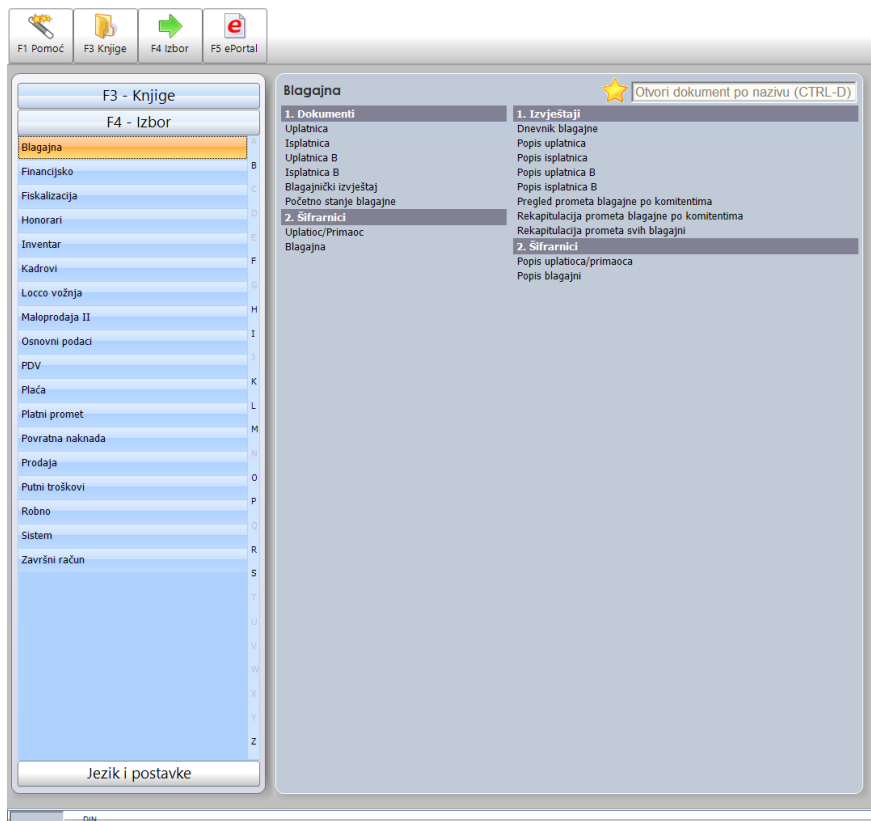 F1 Pomoć
F3 Knjige
F4 Izbor
F5 ePortal
F3 - Knjige
F4 - Izbor
Blagajna
Financijsko
Fiskalizacija
Honorari
Inventar
Kadrovi
Locco vožnja
Maloprodaja II
Osnovni podaci
PDV
Plaća
Platni promet
Povratna naknada
Prodaja
Putni troškovi
Robno
Sistem
Završni račun
A
B
C
D
E
F
G
H
I
J
K
L
M
N
O
P
Q
R
S
T
U
V
W
X
Y
Z
Jezik i postavke
Blagajna
Otvori dokument po nazivu (CTRL-D)
1. Dokumenti
Uplatnica
Isplatnica
Uplatnica B
Isplatnica B
Blagajnički izvještaj
Početno stanje blagajne
2. Šifrarnici
Uplatioc/Primaoc
Blagajna
1. Izvještaji
Dnevnik blagajne
Popis uplatnica
Popis isplatnica
Popis uplatnica B
Popis isplatnica B
Pregled prometa blagajne po komitentima
Rekapitulacija prometa blagajne po komitentima
Rekapitulacija prometa svih blagajni
2. Šifrarnici
Popis uplatioca/primaoca
Popis blagajni
DIN